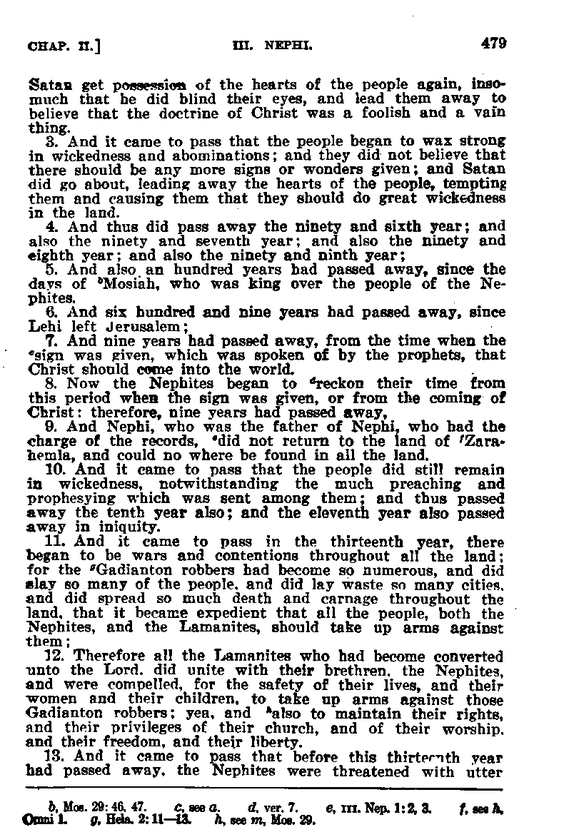 CHAP. II.] III. NEPHI. 479
Satan get possession of the hearts of the people again, inso-
much that he did blind their eyes, and lead them away to
believe that the doctrine of Christ was a foolish and a vain
thing.
3. And it came to pass that the people began to wax strong
in wickedness and abominations; and they did not believe that
there should be any more signs or wonders given; and Satan
did go about, leading away the hearts of the people, tempting
them and causing them that they should do great wickedness
in the land.
4. And thus did pass away the ninety and sixth year; and
also the ninety and seventh year; and also the ninety and
eighth year; and also the ninety and ninth year;
5. And also an hundred years had passed away, since the
days of ᵇMosiah, who was king over the people of the Ne-
phites.
6. And six hundred and nine years had passed away, since
Lehi left Jerusalem;
7. And nine years had passed away, from the time when the
ᶜsign was given, which was spoken of by the prophets, that
Christ should come into the world.
8. Now the Nephites began to ᵈreckon their time from
this period when the sign was given, or from the coming of
Christ: therefore, nine years had passed away,
9. And Nephi, who was the father of Nephi, who had the
charge of the records, ᵉdid not return to the land of ᶠZara-
hemla, and could no where be found in all the land.
10. And it came to pass that the people did still remain
in wickedness, notwithstanding the much preaching and
prophesying which was sent among them; and thus passed
away the tenth year also; and the eleventh year also passed
away in iniquity.
11. And it came to pass in the thirteenth year, there
began to be wars and contentions throughout all the land;
for the ᵍGadianton robbers had become so numerous, and did
slay so many of the people, and did lay waste so many cities,
and did spread so much death and carnage throughout the
land, that it became expedient that all the people, both the
Nephites, and the Lamanites, should take up arms against
them;
12. Therefore all the Lamanites who had become converted
unto the Lord, did unite with their brethren, the Nephites,
and were compelled, for the safety of their lives, and their
women and their children, to take up arms against those
Gadianton robbers; yea, and ʰalso to maintain their rights,
and their privileges of their church, and of their worship,
and their freedom, and their liberty.
13. And it came to pass that before this thirteenth year
had passed away, the Nephites were threatened with utter
b, Mos. 29:46, 47. c, see a. d, ver. 7. e, III. Nep. 1:2, 3. f, see h,
Omni 1. g, Hela. 2:11—13. h, see m, Mos. 29.